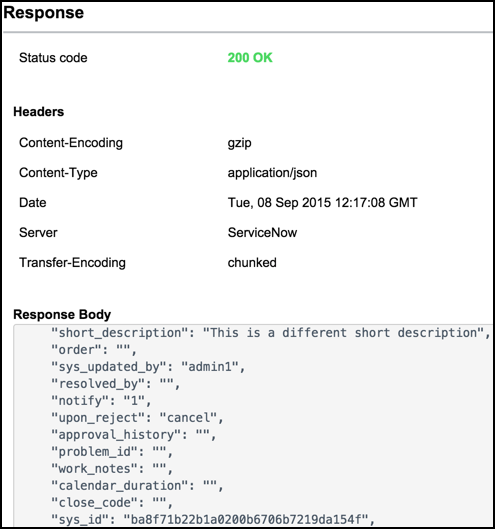 Response
Status code 200 OK
Headers
Content-Encoding gzip
Content-Type application/json
Date Tue, 08 Sep 2015 12:17:08 GMT
Server ServiceNow
Transfer-Encoding chunked
Response Body
"short_description": "This is a different short description",
"order": "",
"sys_updated_by": "admin1",
"resolved_by": "",
"notify": "1",
"upon_reject": "cancel",
"approval_history": "",
"problem_id": "",
"work_notes": "",
"calendar_duration": "",
"close_code": "",
"sys_id": "ba8f71b22b1a0200b6706b7219da154f",